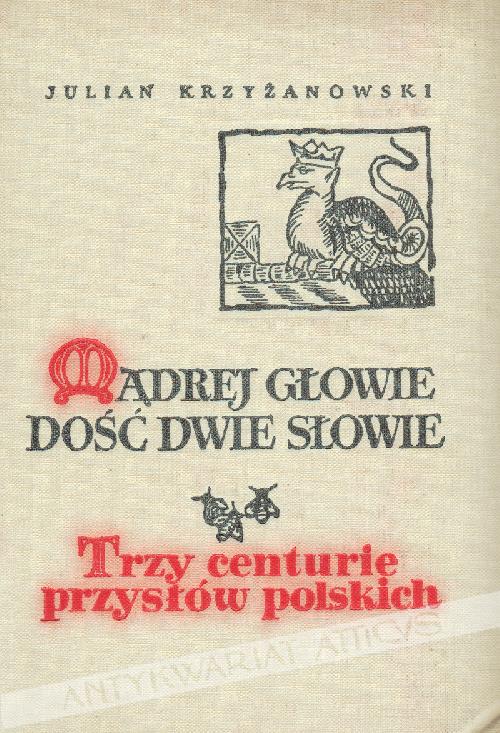 JULIAN KRZYŻANOWSKI
MĄDREJ GŁOWIE
DOŚĆ DWIE SŁOWIE
Trzy centurie
przysłów polskich
ANTYKWARIAT ATTICVS